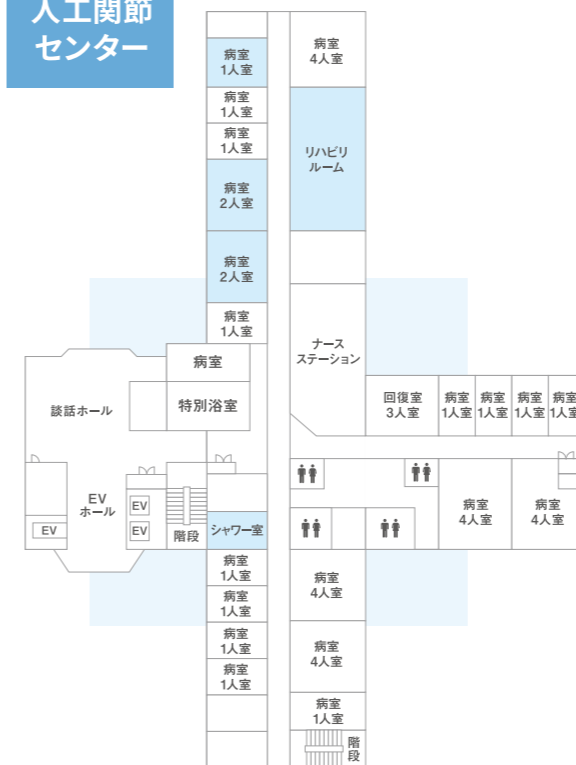 人工関節
センター
病室
4人室
病室
1人室
病室
1人室
病室
1人室
リハビリ
ルーム
病室
2人室
病室
2人室
病室
1人室
ナース
ステーション
病室
特別浴室
談話ホール
回復室
3人室
病室
1人室
病室
1人室
病室
1人室
病室
1人室
EV
ホール
EV
EV
EV
階段
シャワー室
病室
4人室
病室
4人室
病室
1人室
病室
1人室
病室
1人室
病室
1人室
病室
4人室
病室
4人室
病室
1人室
階段